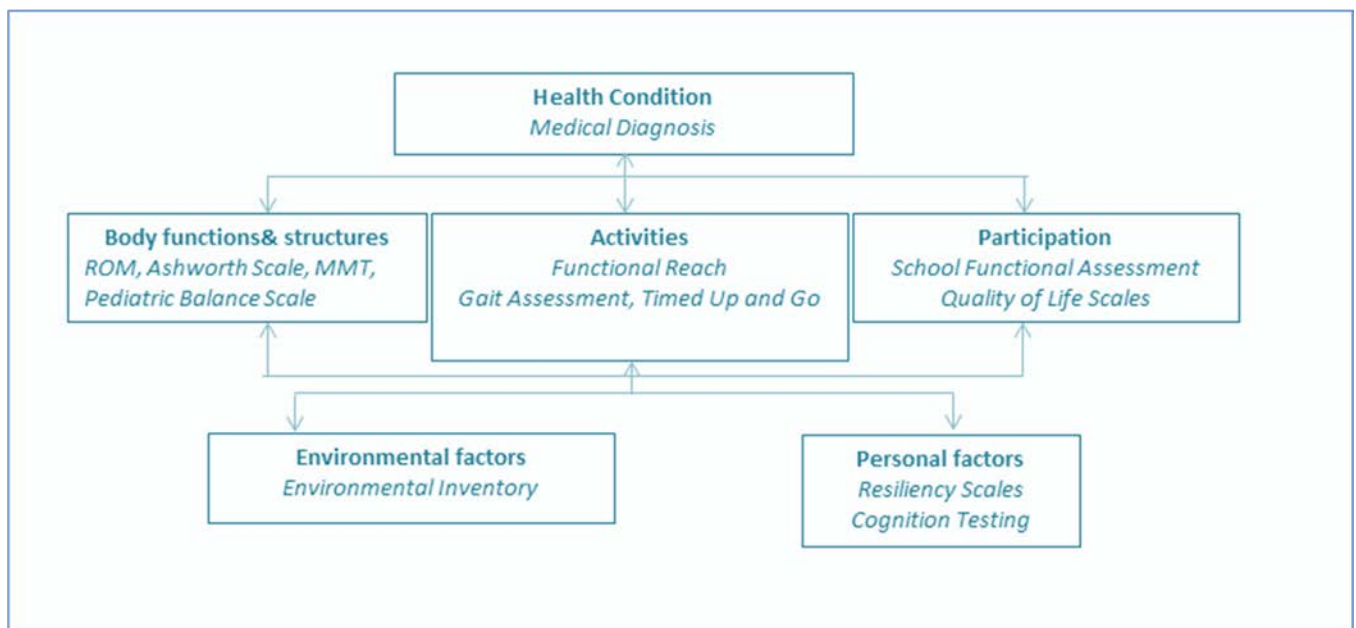 Health Condition
Medical Diagnosis
Body functions& structures
ROM, Ashworth Scale, MMT,
Pediatric Balance Scale
Activities
Functional Reach
Gait Assessment, Timed Up and Go
Participation
School Functional Assessment
Quality of Life Scales
Environmental factors
Environmental Inventory
Personal factors
Resiliency Scales
Cognition Testing